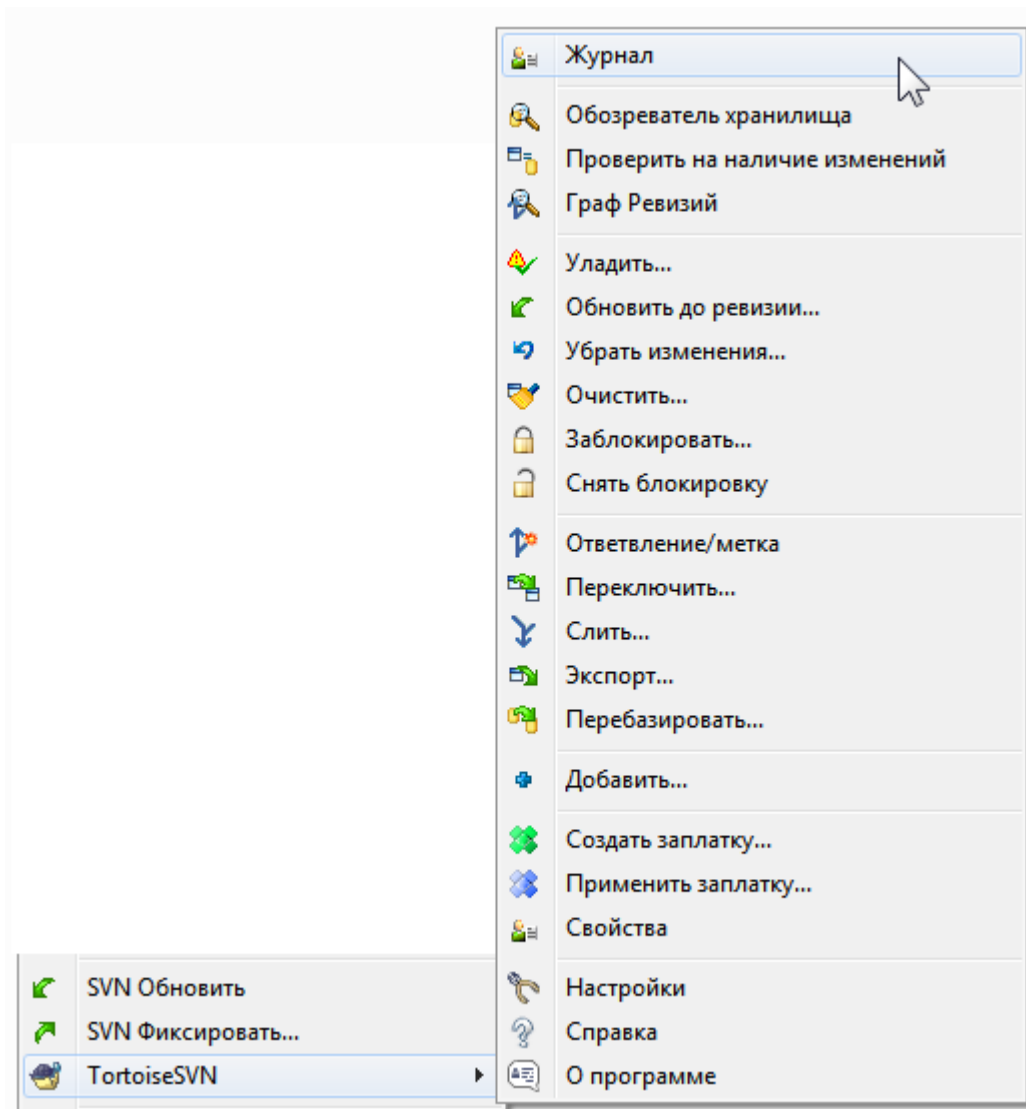 Журнал
Обозреватель хранилища
Проверить на наличие изменений
Граф Ревизий
Уладить...
Обновить до ревизии...
Убрать изменения...
Очистить...
Заблокировать...
Снять блокировку
Ответвление/метка
Переключить...
Слить...
Экспорт...
Перебазировать...
Добавить...
Создать заплатку...
Применить заплатку...
Свойства
Настройки
Справка
О программе
SVN Обновить
SVN Фиксировать...
TortoiseSVN